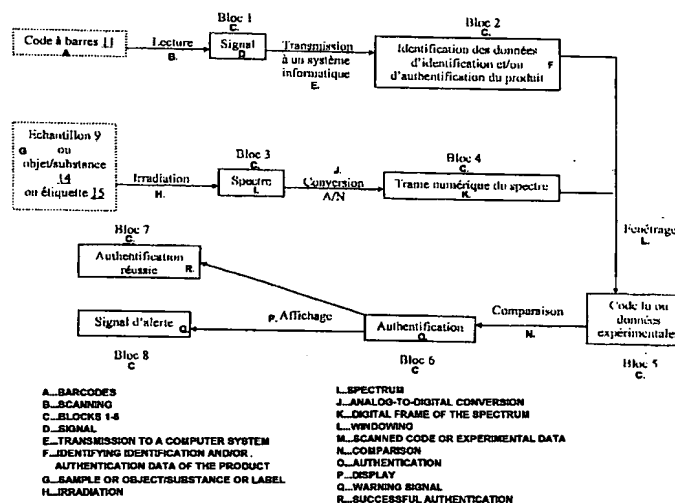 Bloc 1
C.
Bloc 2
C.
Code à barres 11
A.
Lecture
B.
Signal
D.
Transmission
à un système
informatique
E.
Identification des données
d'identification et/ou
d'authentification du produit
F
Echantillon 9
G
ou
objet/substance
14
ou étiquette 15
Irradiation
H.
Bloc 3
C.
Spectre
L
J.
Conversion
A/N
Bloc 4
C.
Trame numérique du spectre
K.
Fenêtrage
L.
Bloc 7
C.
Authentification
réussie
R.
Signal d'alerte
Q.
P. Affichage
Authentification
O.
Comparaison
N.
Code lu ou
données
expérimentales
Bloc 8
C
Bloc 6
C
Bloc 5
C.
A...BARCODES
B...SCANNING
C...BLOCKS 1-8
D...SIGNAL
E...TRANSMISSION TO A COMPUTER SYSTEM
F...IDENTIFYING IDENTIFICATION AND/OR
AUTHENTICATION DATA OF THE PRODUCT
G...SAMPLE OR OBJECT/SUBSTANCE OR LABEL
H...IRRADIATION
I...SPECTRUM
J...ANALOG-TO-DIGITAL CONVERSION
K...DIGITAL FRAME OF THE SPECTRUM
L...WINDOWING
M...SCANNED CODE OR EXPERIMENTAL DATA
N...COMPARISON
O...AUTHENTICATION
P...DISPLAY
Q...WARNING SIGNAL
R...SUCCESSFUL AUTHENTICATION